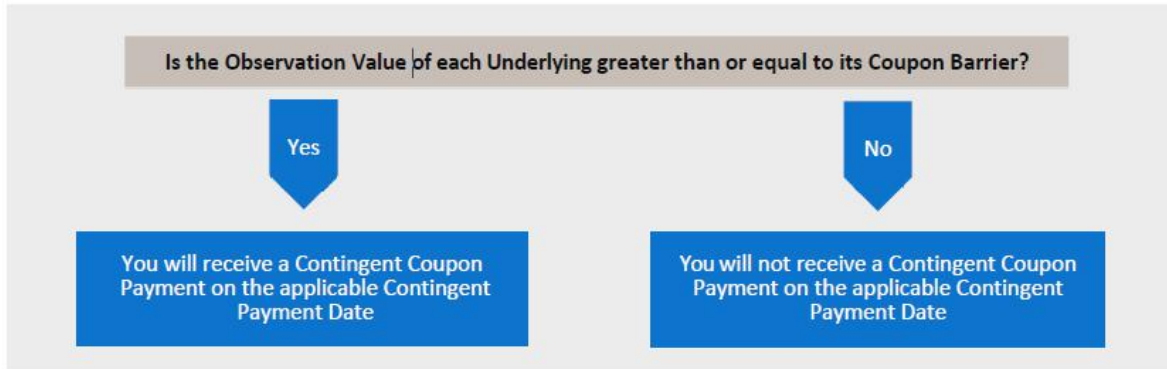 Is the Observation Value of each Underlying greater than or equal to its Coupon Barrier?
Yes
No
You will receive a Contingent Coupon
Payment on the applicable Contingent
Payment Date
You will not receive a Contingent Coupon
Payment on the applicable Contingent
Payment Date